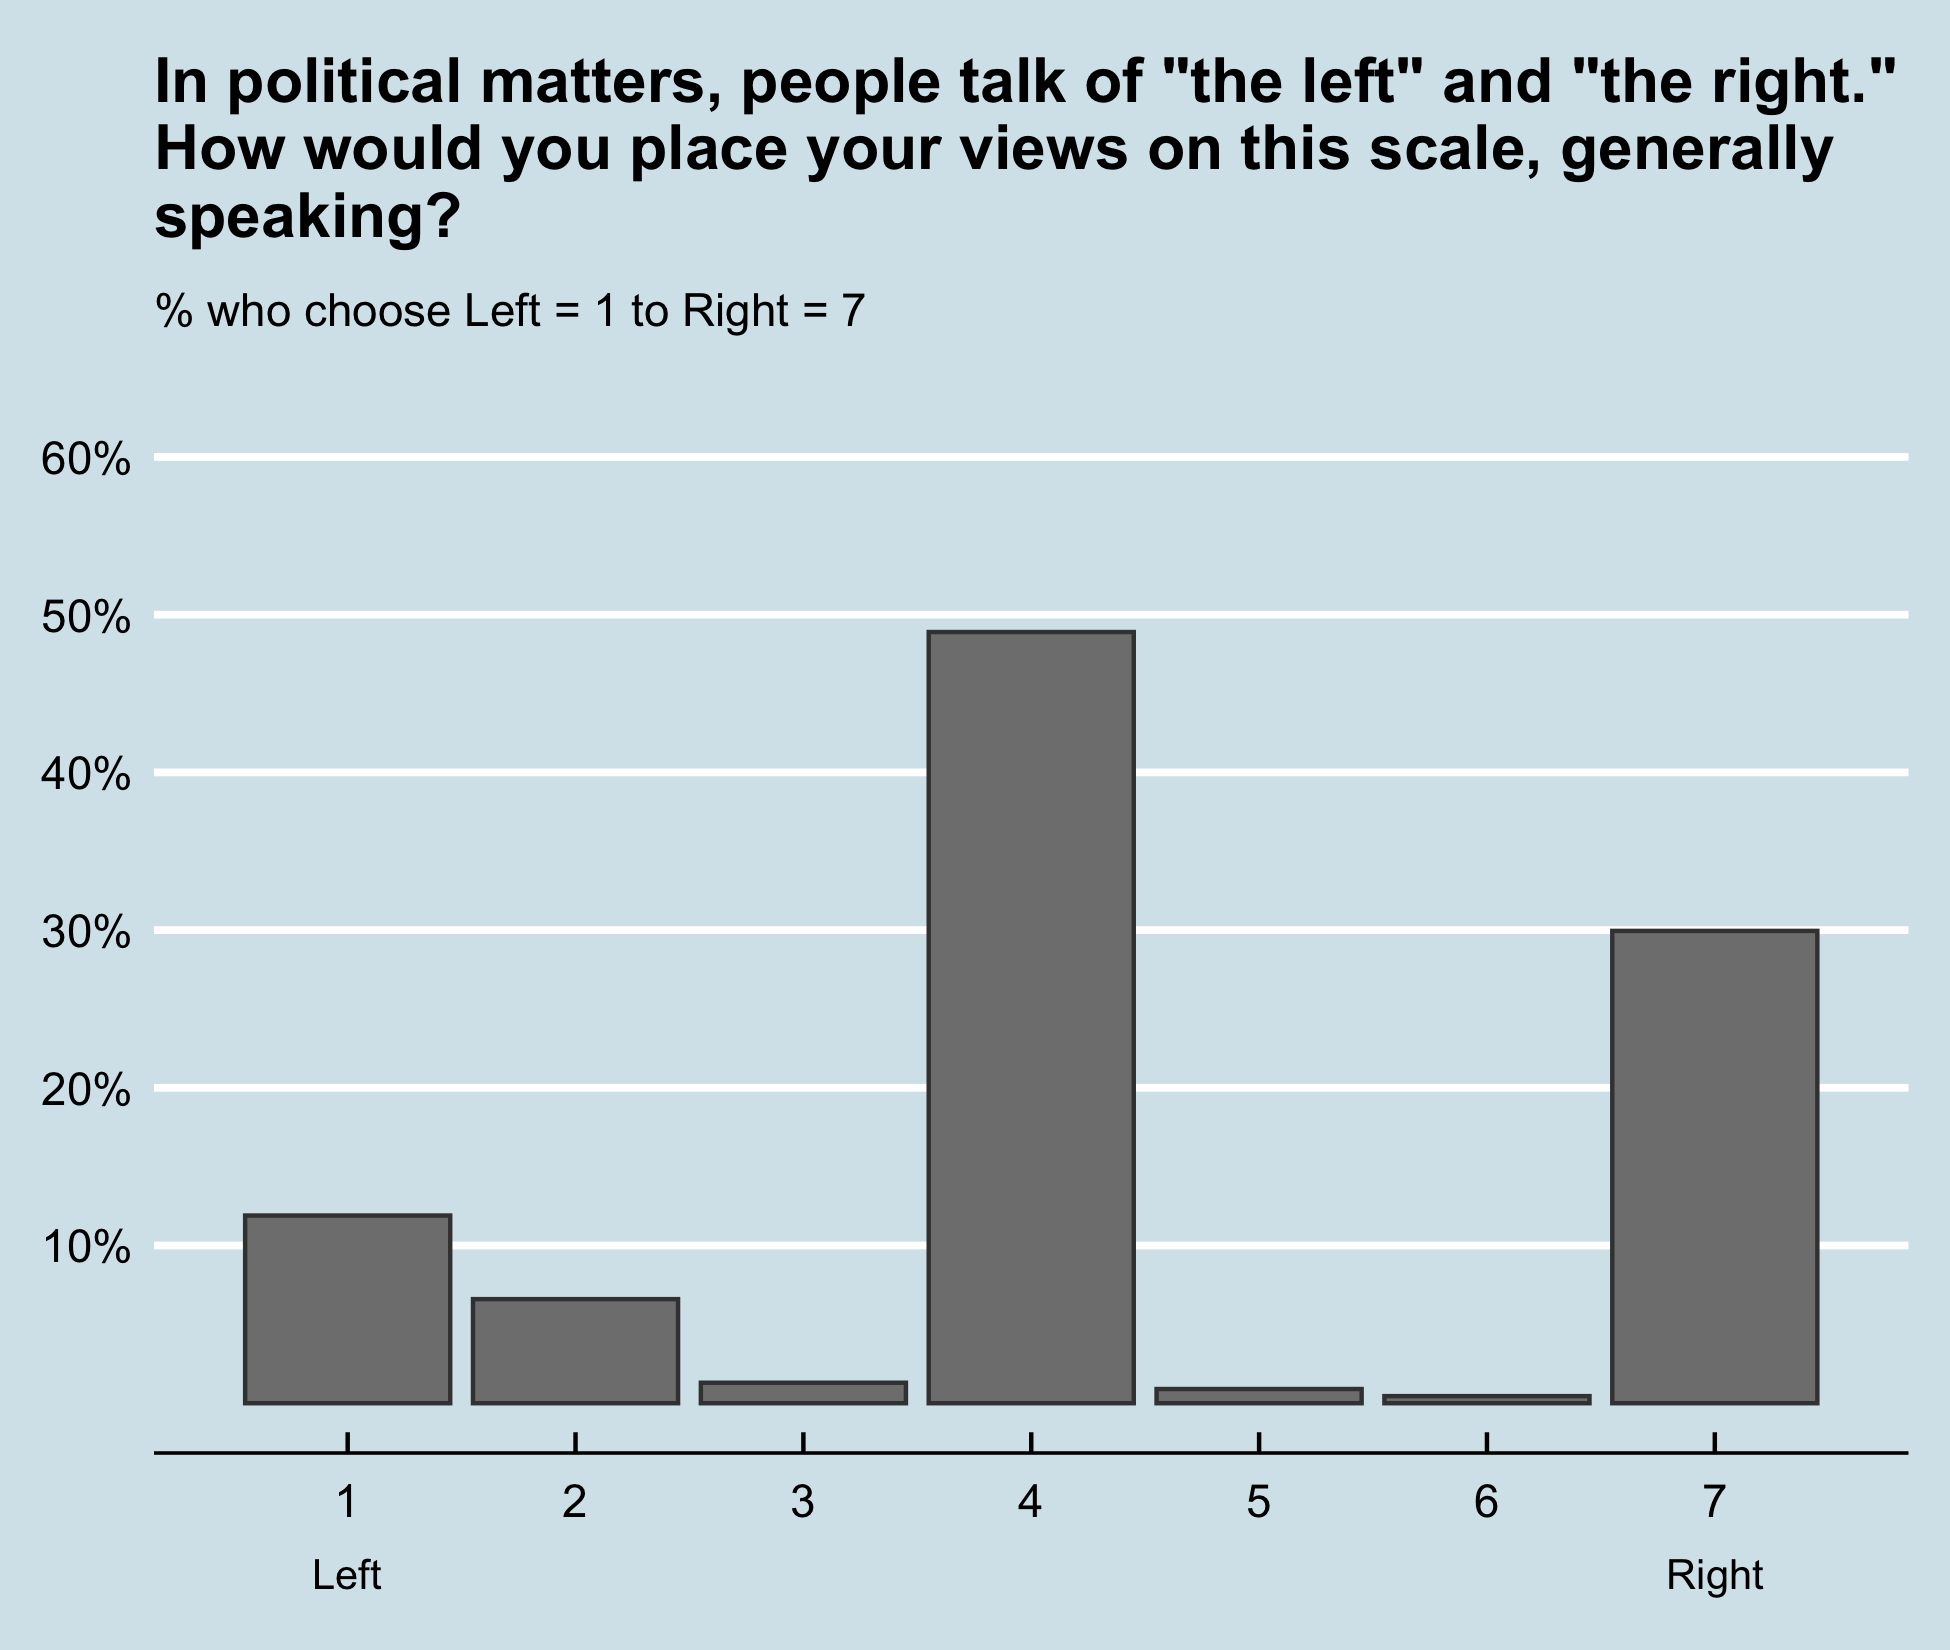 In political matters, people talk of "the left" and "the right."
How would you place your views on this scale, generally
speaking?
% who choose Left = 1 to Right = 7
60%
50%
40%
30%
20%
10%
1 2 3 4 5 6 7
Left Right